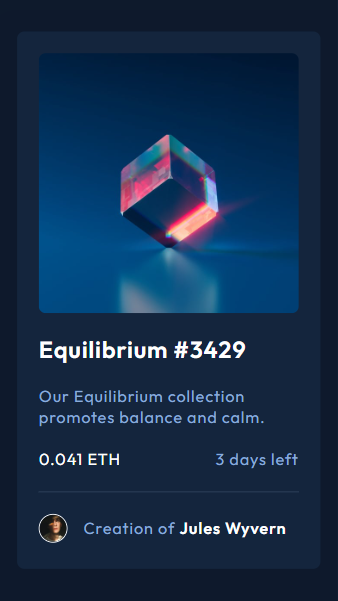 Equilibrium #3429
Our Equilibrium collection
promotes balance and calm.
0.041 ETH
3 days left
Creation of Jules Wyvern